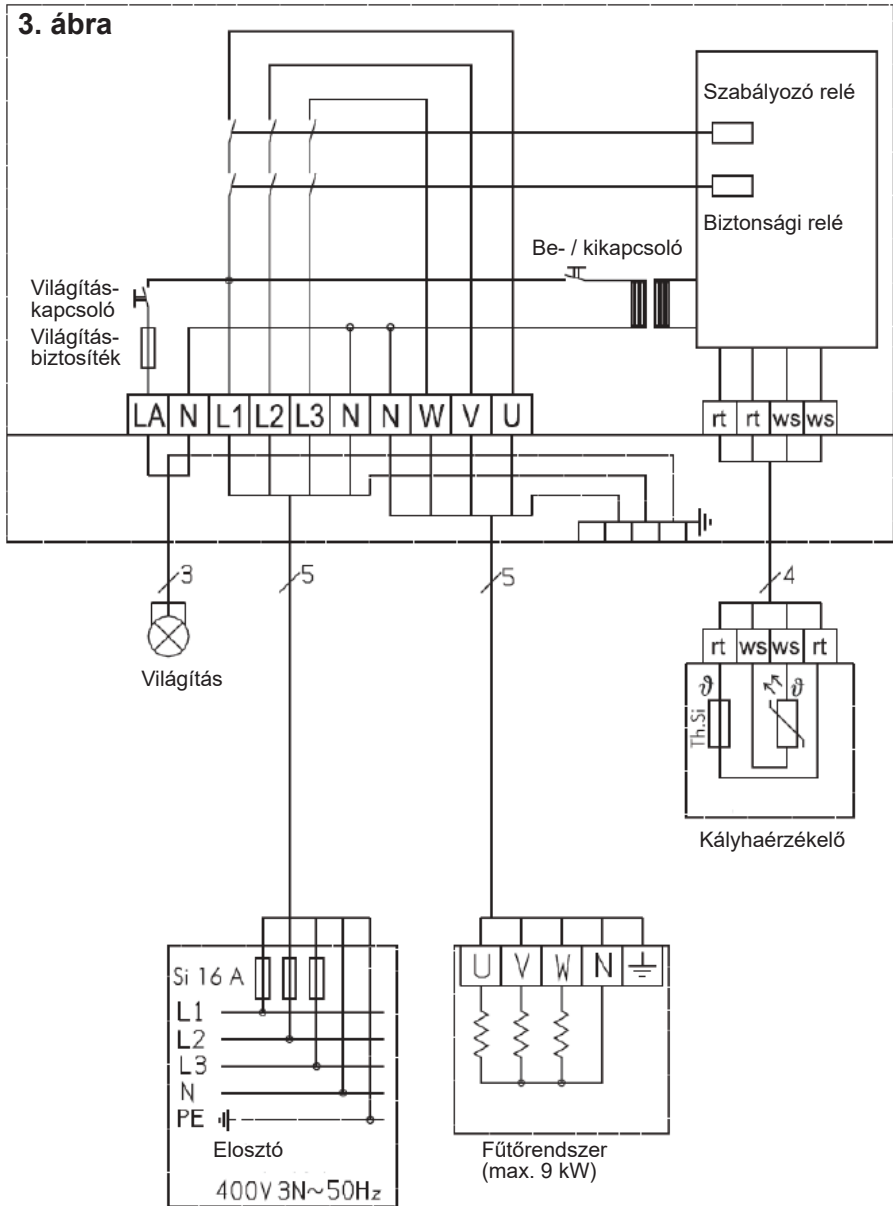 3. ábra
Szabályozó relé
Biztonsági relé
Be- / kikapcsoló
Világítás-
kapcsoló
Világítás-
biztosíték
LA N L1 L2 L3 N N W V U
rt rt ws ws
3
5
5
4
Világítás
rt ws ws rt
ϑ ϑ
Th.Si
Kályhaérzékelő
Si 16 A
L1
L2
L3
N
PE
Elosztó
400V 3N~50Hz
U V W N
Fűtőrendszer
(max. 9 kW)